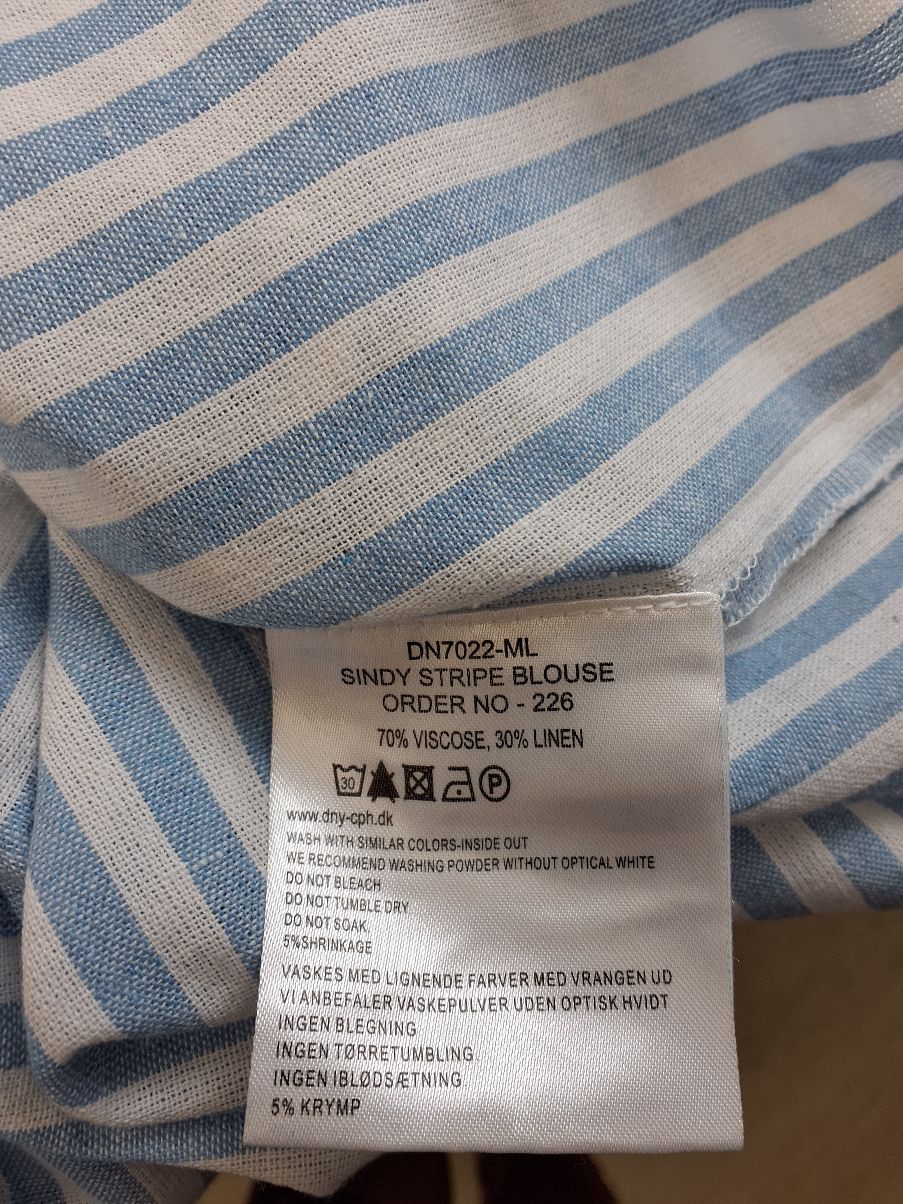 DN7022-ML
SINDY STRIPE BLOUSE
ORDER NO - 226
70% VISCOSE, 30% LINEN
30 P
www.dny-cph.dk
WASH WITH SIMILAR COLORS-INSIDE OUT
WE RECOMMEND WASHING POWDER WITHOUT OPTICAL WHITE
DO NOT BLEACH
DO NOT TUMBLE DRY
DO NOT SOAK
5%SHRINKAGE
VASKES MED LIGNENDE FARVER MED VRANGEN UD
VI ANBEFALER VASKEPULVER UDEN OPTISK HVIDT
INGEN BLEGNING
INGEN TØRRETUMBLING.
INGEN IBLØDSÆTNING.
5% KRYMP